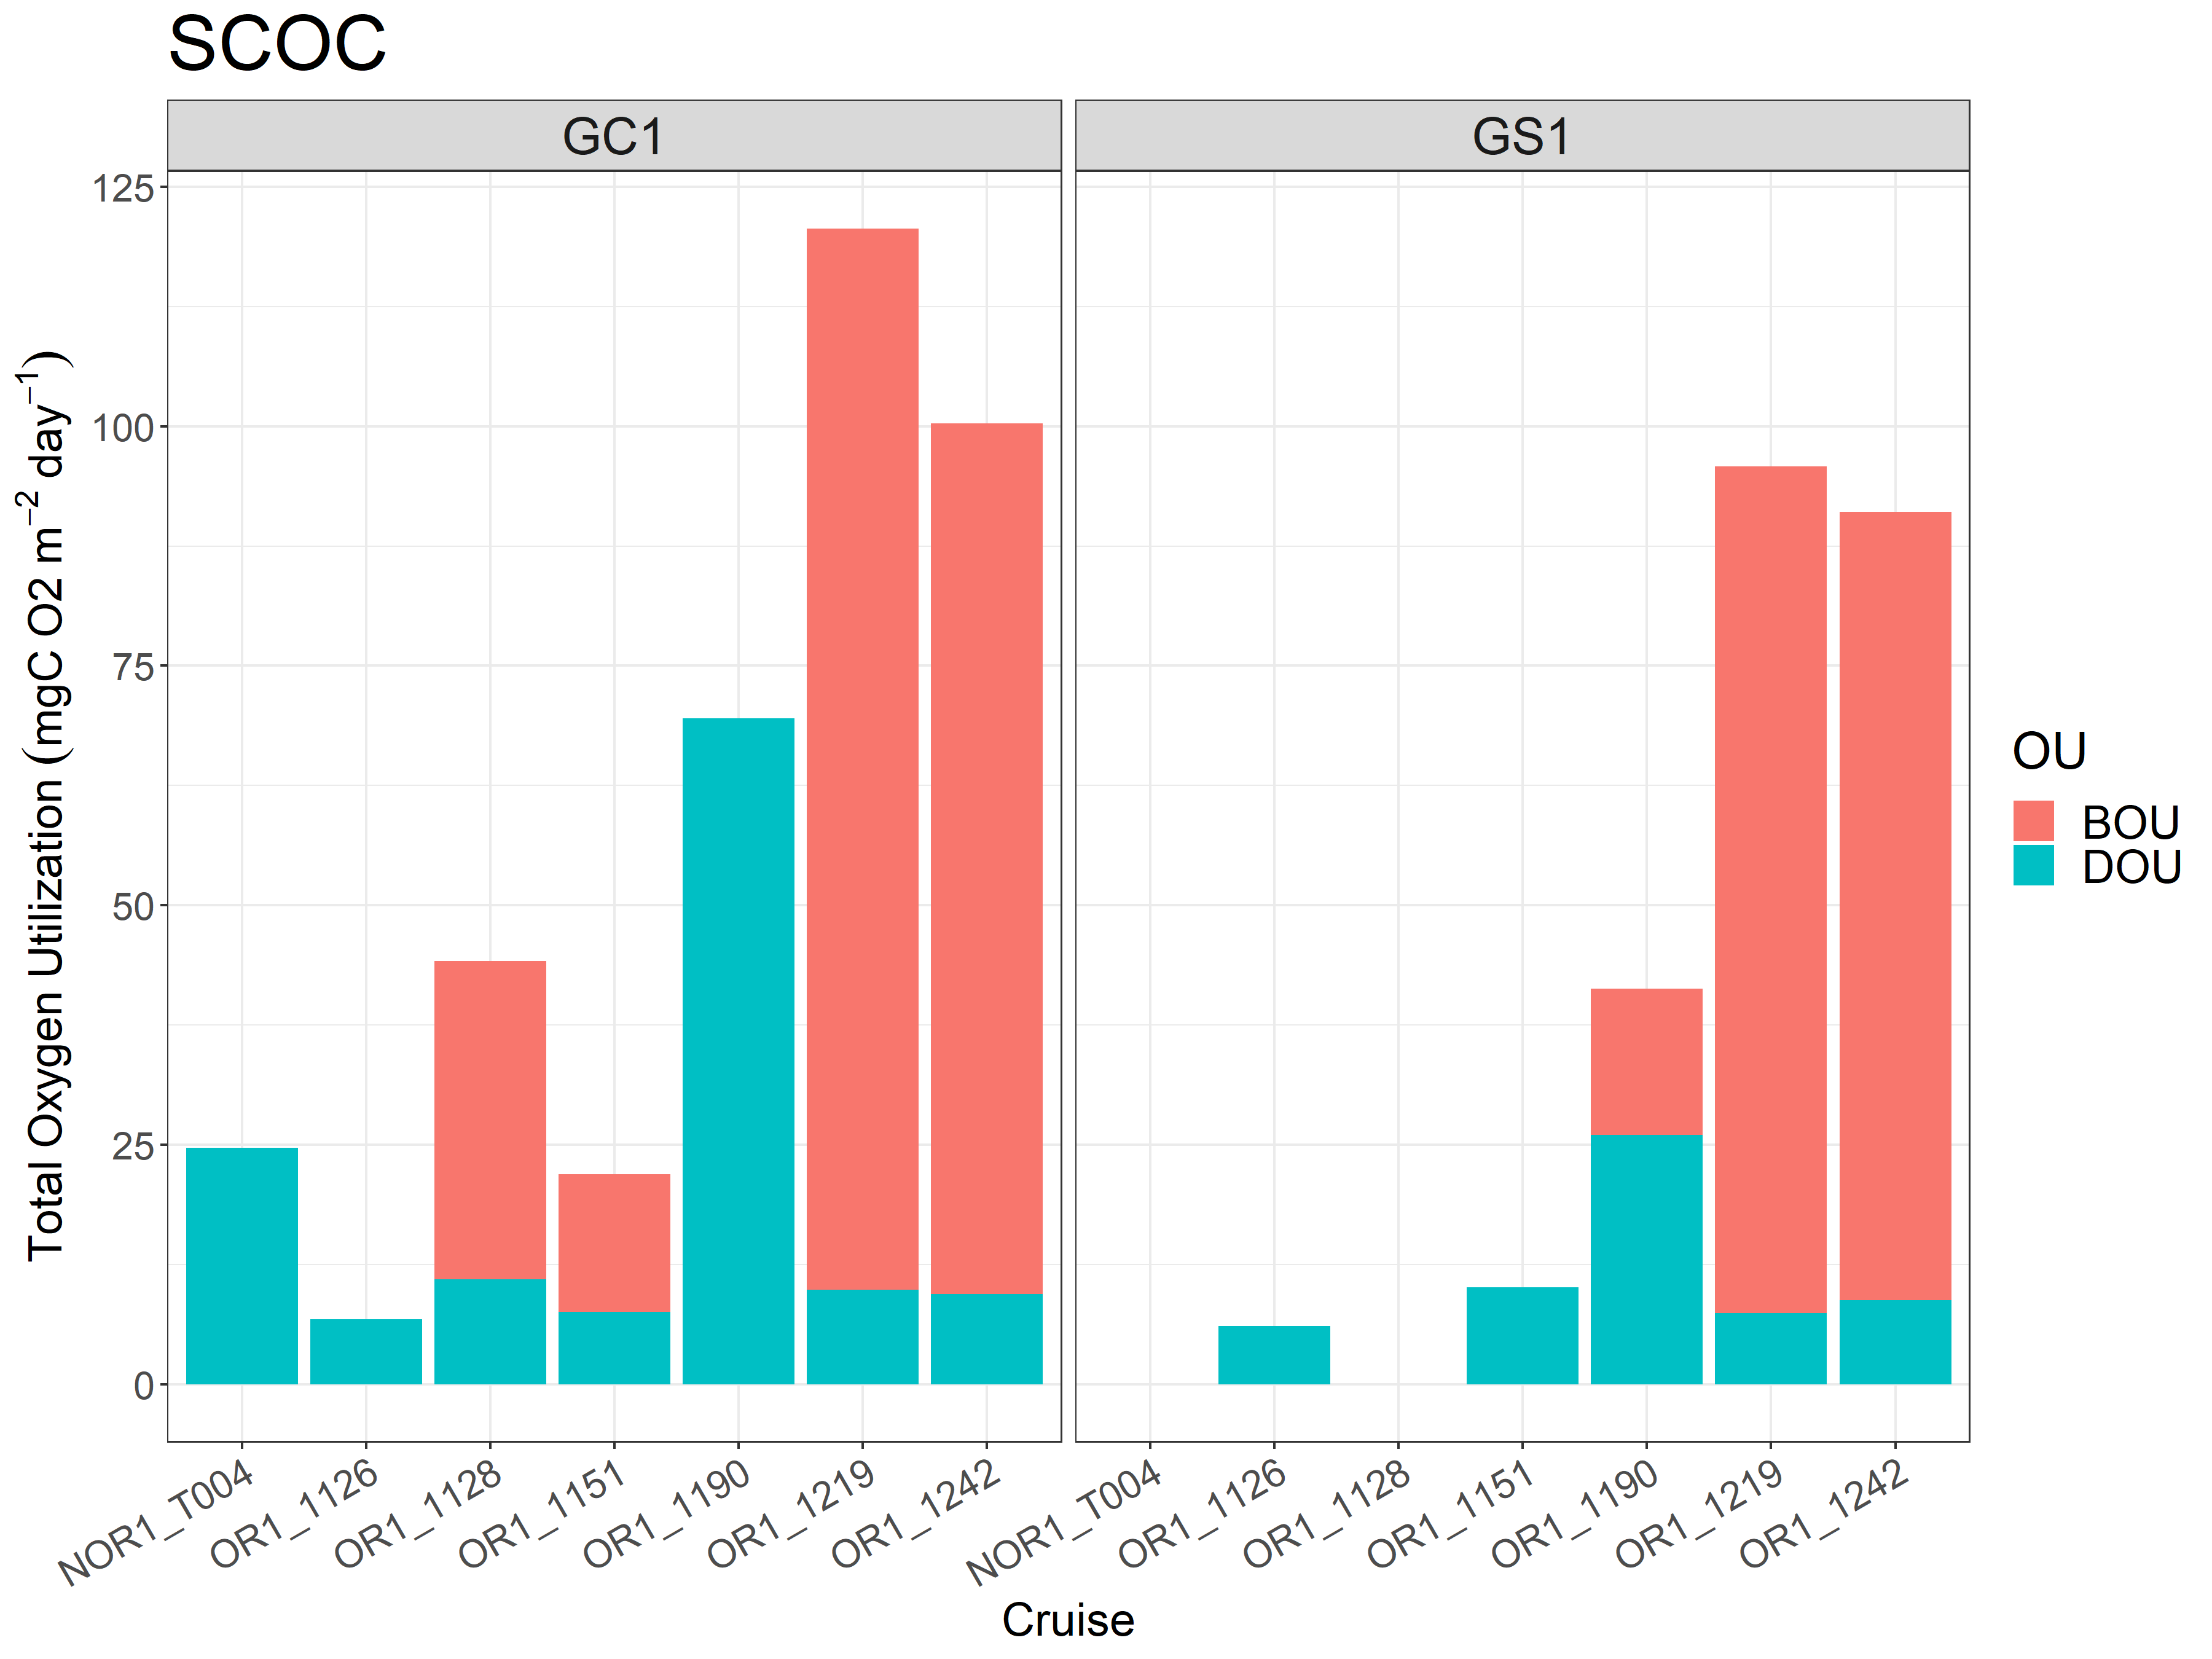 SCOC
GC1
GS1
Total Oxygen Utilization (mgC O2 m⁻² day⁻¹)
125
100
75
50
25
0
NOR1_T004
OR1_1126
OR1_1128
OR1_1151
OR1_1190
OR1_1219
OR1_1242
NOR1_T004
OR1_1126
OR1_1128
OR1_1151
OR1_1190
OR1_1219
OR1_1242
Cruise
OU
BOU
DOU